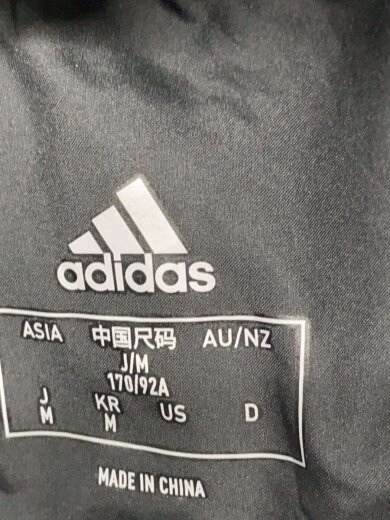 adidas
ASIA 中国尺码 AU/NZ
J/M
170/92A
J KR US D
M M
MADE IN CHINA